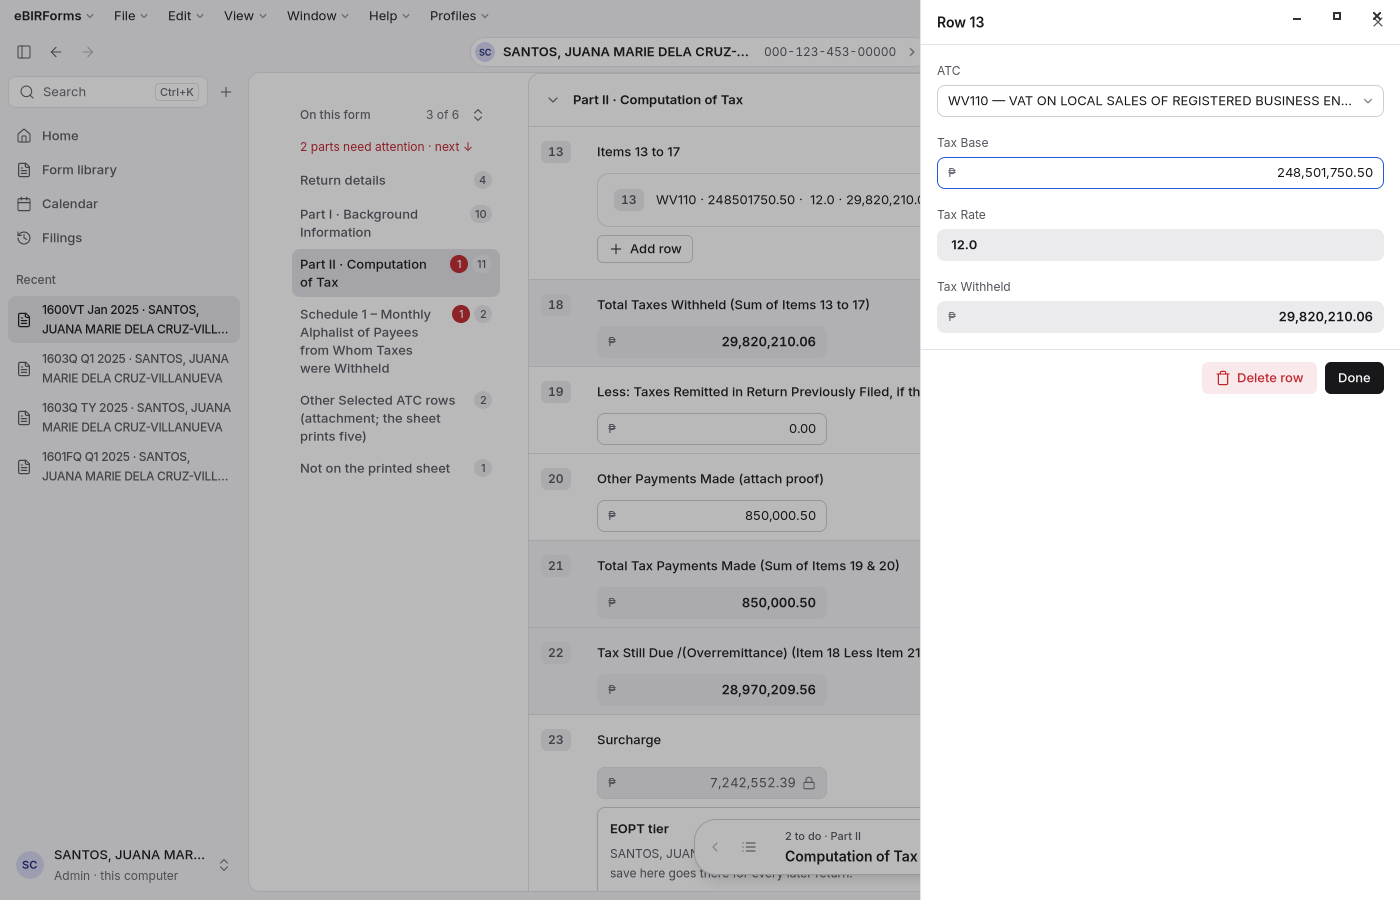 eBIRForms File Edit View Window Help Profiles
SC SANTOS, JUANA MARIE DELA CRUZ-... 000-123-453-00000
Search Ctrl+K
Home
Form library
Calendar
Filings
Recent
1600VT Jan 2025 · SANTOS,
JUANA MARIE DELA CRUZ-VILL...
1603Q Q1 2025 · SANTOS, JUANA
MARIE DELA CRUZ-VILLANUEVA
1603Q TY 2025 · SANTOS, JUANA
MARIE DELA CRUZ-VILLANUEVA
1601FQ Q1 2025 · SANTOS,
JUANA MARIE DELA CRUZ-VILL...
SC SANTOS, JUANA MAR...
Admin · this computer
On this form 3 of 6
2 parts need attention · next ↓
Return details 4
Part I · Background
Information 10
Part II · Computation
of Tax 1 11
Schedule 1 – Monthly
Alphalist of Payees
from Whom Taxes
were Withheld 1 2
Other Selected ATC rows
(attachment; the sheet
prints five) 2
Not on the printed sheet 1
Part II · Computation of Tax
13 Items 13 to 17
13 WV110 · 248501750.50 · 12.0 · 29,820,210.0
Add row
18 Total Taxes Withheld (Sum of Items 13 to 17)
₱ 29,820,210.06
19 Less: Taxes Remitted in Return Previously Filed, if th
₱ 0.00
20 Other Payments Made (attach proof)
₱ 850,000.50
21 Total Tax Payments Made (Sum of Items 19 & 20)
₱ 850,000.50
22 Tax Still Due /(Overremittance) (Item 18 Less Item 21
₱ 28,970,209.56
23 Surcharge
₱ 7,242,552.39
EOPT tier
SANTOS, JUAN
save here goes there for every later return.
2 to do · Part II
Computation of Tax
Row 13
ATC
WV110 — VAT ON LOCAL SALES OF REGISTERED BUSINESS EN...
Tax Base
₱ 248,501,750.50
Tax Rate
12.0
Tax Withheld
₱ 29,820,210.06
Delete row Done